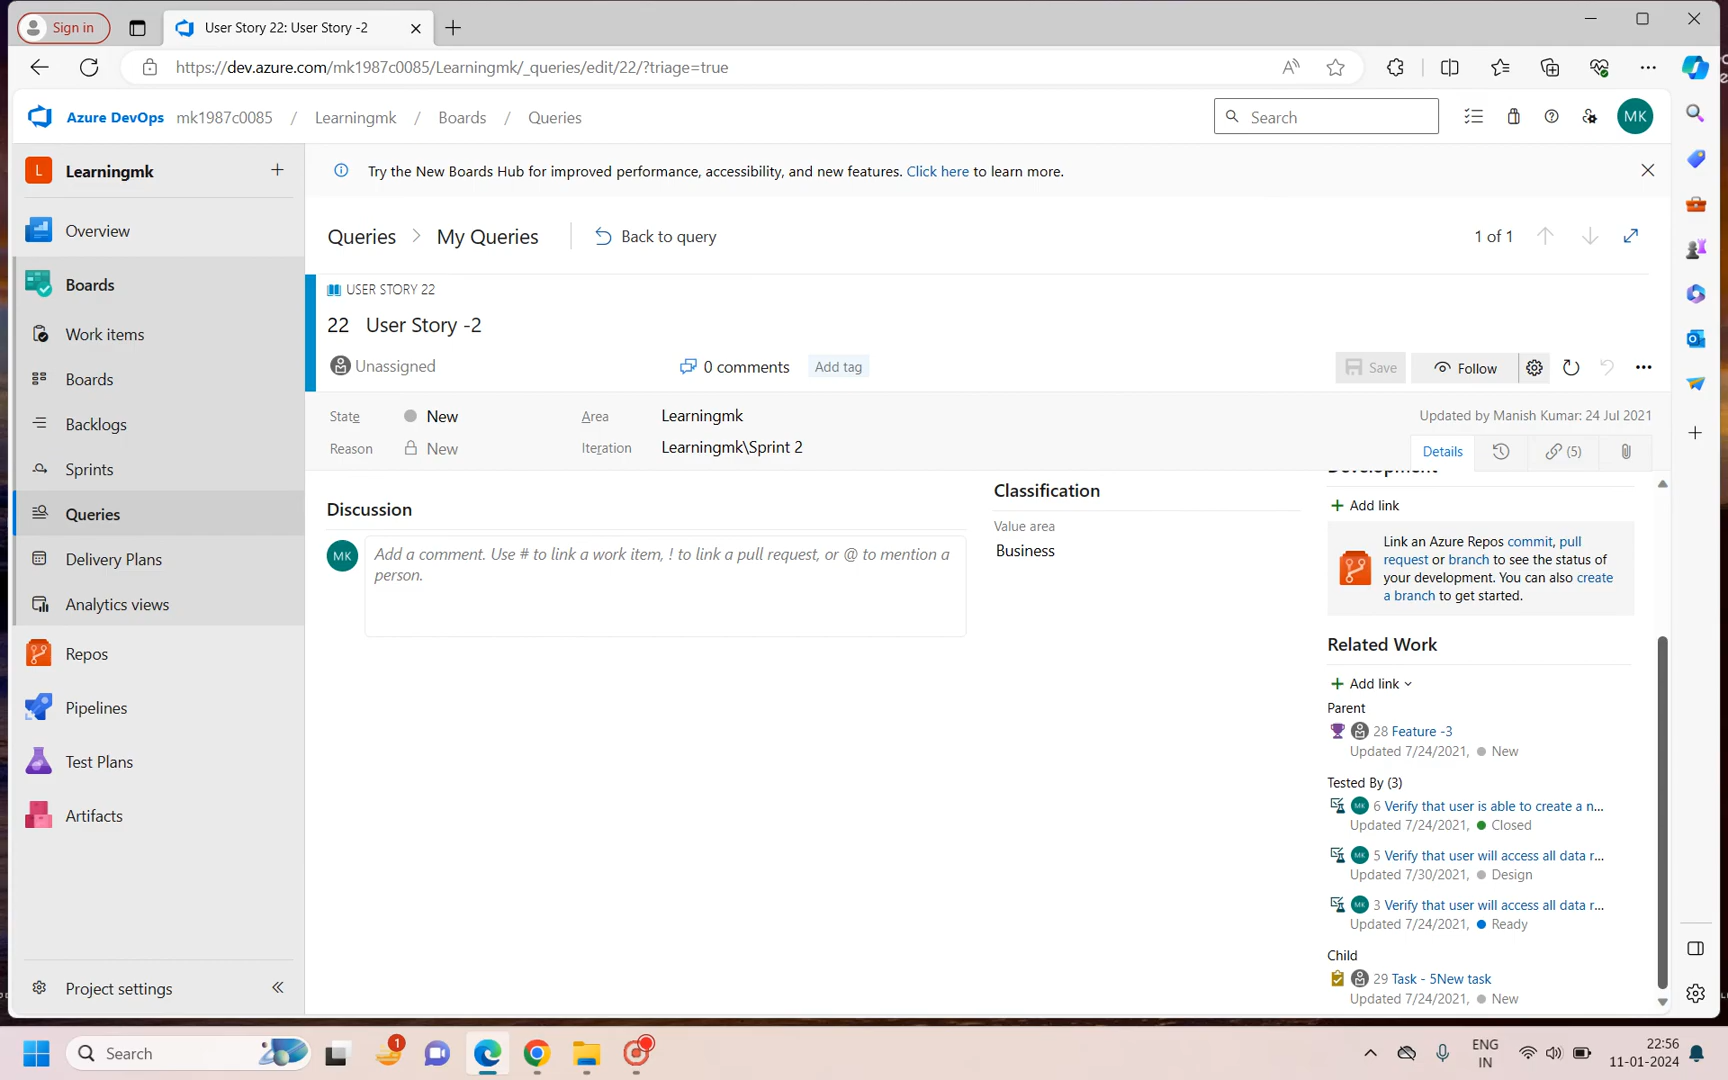 Sign in
User Story 22: User Story -2
https://dev.azure.com/mk1987c0085/Learningmk/_queries/edit/22/?triage=true
Azure DevOps mk1987c0085 / Learningmk / Boards / Queries
Search
MK
L Learningmk
Try the New Boards Hub for improved performance, accessibility, and new features. Click here to learn more.
Overview
Boards
Work items
Boards
Backlogs
Sprints
Queries
Delivery Plans
Analytics views
Repos
Pipelines
Test Plans
Artifacts
Project settings
Queries > My Queries
Back to query
1 of 1
USER STORY 22
22 User Story -2
Unassigned
0 comments
Add tag
Save
Follow
State New
Area Learningmk
Updated by Manish Kumar: 24 Jul 2021
Reason New
Iteration Learningmk\Sprint 2
Details
(5)
Discussion
MK
Add a comment. Use # to link a work item, ! to link a pull request, or @ to mention a
person.
Classification
Value area
Business
Development
Add link
Link an Azure Repos commit, pull
request or branch to see the status of
your development. You can also create
a branch to get started.
Related Work
Add link
Parent
28 Feature -3
Updated 7/24/2021, New
Tested By (3)
MK 6 Verify that user is able to create a n...
Updated 7/24/2021, Closed
MK 5 Verify that user will access all data r...
Updated 7/30/2021, Design
MK 3 Verify that user will access all data r...
Updated 7/24/2021, Ready
Child
29 Task - 5New task
Updated 7/24/2021, New
Search
1
ENG
IN
22:56
11-01-2024